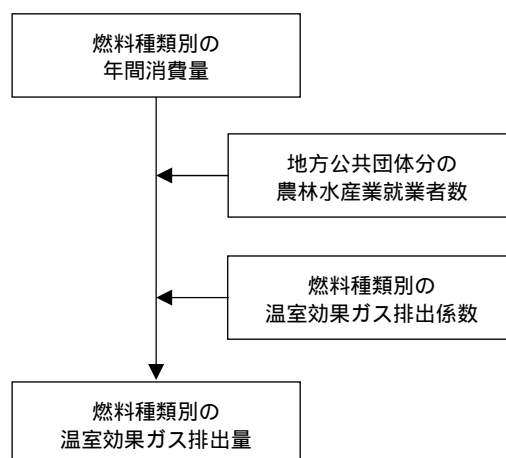 燃料種類別の
年間消費量
地方公共団体分の
農林水産業就業者数
燃料種類別の
温室効果ガス排出係数
燃料種類別の
温室効果ガス排出量